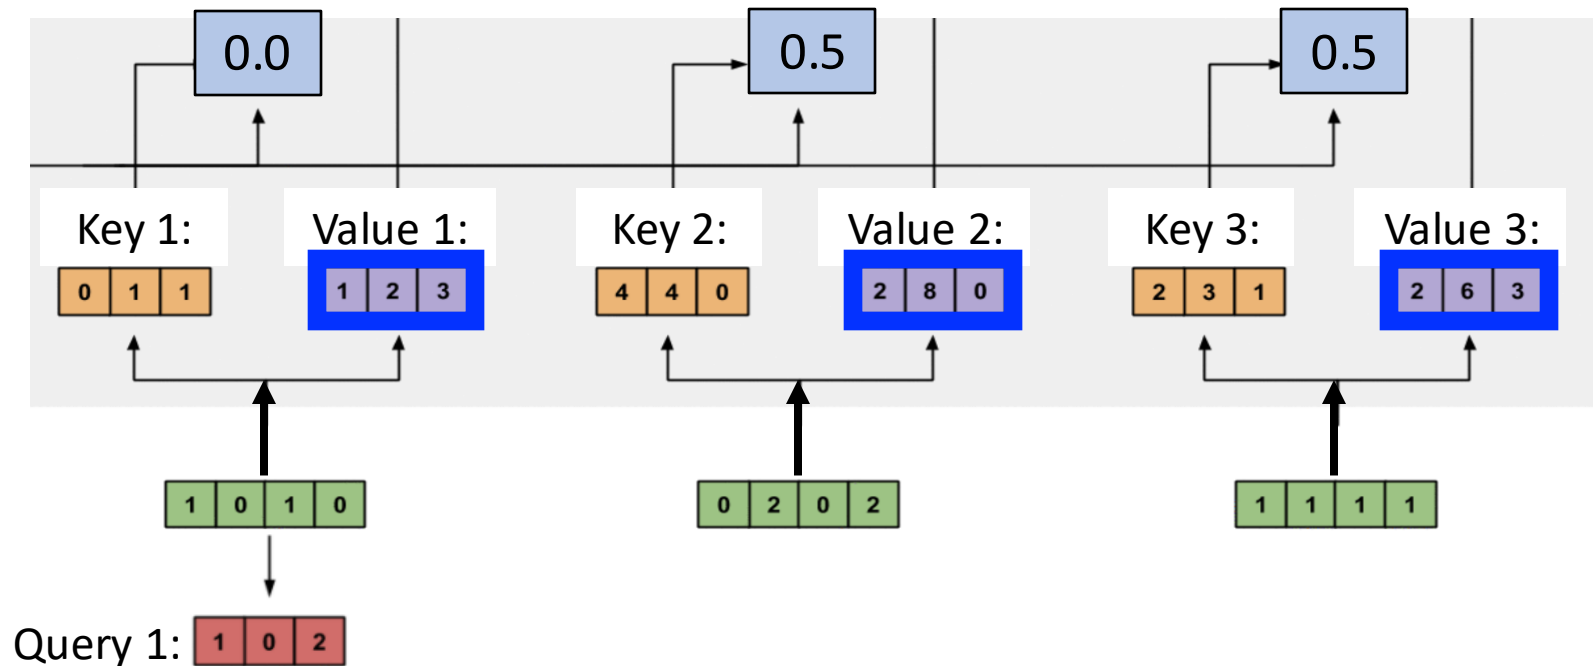 0.0 0.5 0.5
Key 1: Value 1: Key 2: Value 2: Key 3: Value 3:
0 1 1 1 2 3 4 4 0 2 8 0 2 3 1 2 6 3
1 0 1 0 0 2 0 2 1 1 1 1
Query 1: 1 0 2